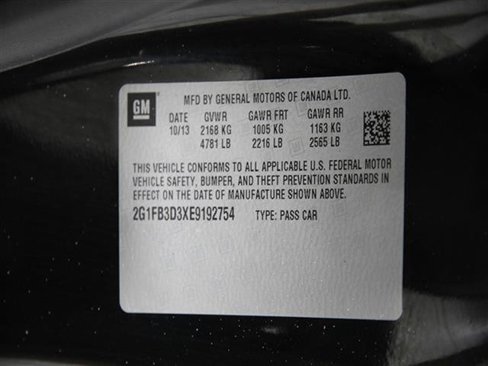 GM
MFD BY GENERAL MOTORS OF CANADA LTD.
DATE GVWR GAWR FRT GAWR RR
10/13 2168 KG 1005 KG 1163 KG
4781 LB 2216 LB 2565 LB
THIS VEHICLE CONFORMS TO ALL APPLICABLE U.S. FEDERAL MOTOR
VEHICLE SAFETY, BUMPER, AND THEFT PREVENTION STANDARDS IN
EFFECT ON THE DATE OF MANUFACTURE SHOWN ABOVE.
2G1FB3D3XE9192754 TYPE: PASS CAR